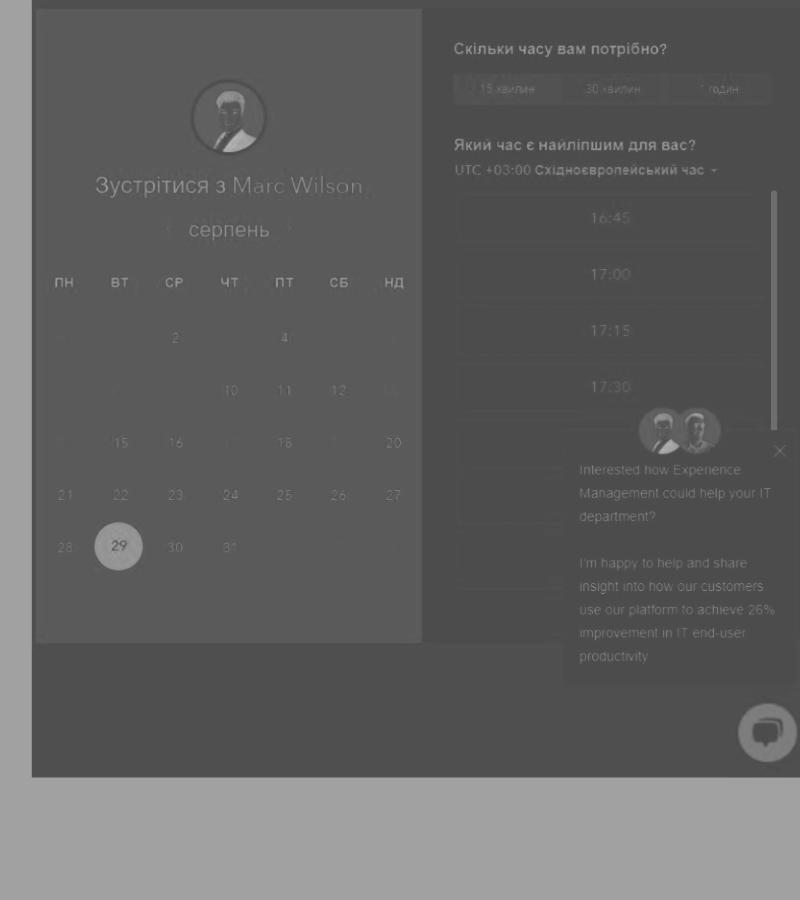 Зустрітися з Marc Wilson
серпень
ПН ВТ СР ЧТ ПТ СБ НД
2 4
10 11 12
15 16 18 20
21 22 23 24 25 26 27
28 29 30 31
Скільки часу вам потрібно?
15 хвилин 30 хвилин 1 годин
Який час є найліпшим для вас?
UTC +03:00 Східноєвропейський час
16:45
17:00
17:15
17:30
Interested how Experience
Management could help your IT
department?
I'm happy to help and share
insight into how our customers
use our platform to achieve 26%
improvement in IT end-user
productivity